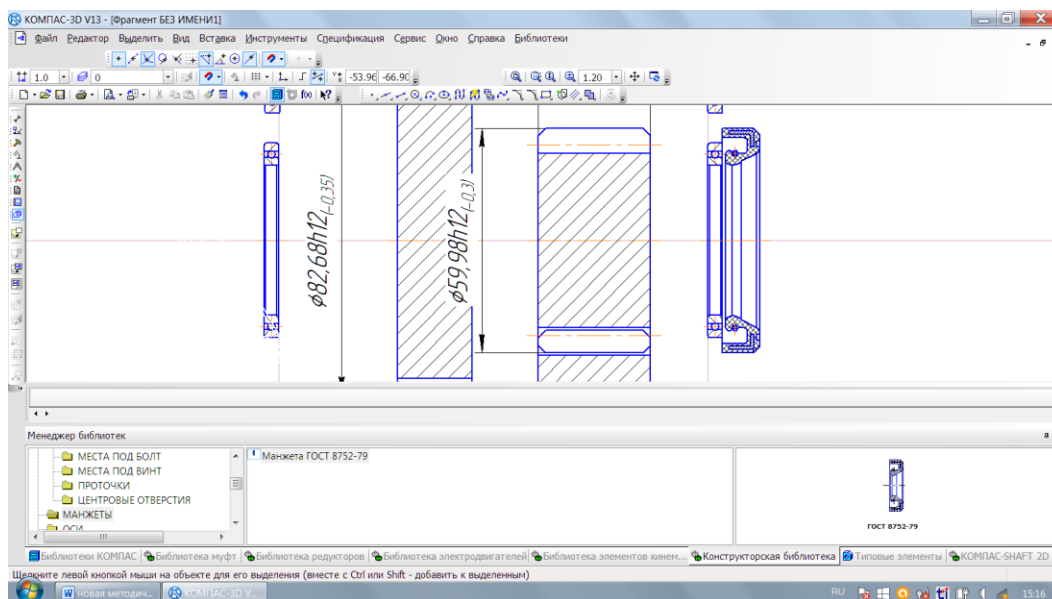 КОМПАС-3D V13 - [Фрагмент БЕЗ ИМЕНИ1]
Файл Редактор Выделить Вид Вставка Инструменты Спецификация Сервис Окно Справка Библиотеки
1.0 0 -53.96 -66.90 1.20
f(x)
ϕ82,68h12(-0,35)
ϕ59,98h12(-0,3)
Менеджер библиотек
МЕСТА ПОД БОЛТ
МЕСТА ПОД ВИНТ
ПРОТОЧКИ
ЦЕНТРОВЫЕ ОТВЕРСТИЯ
МАНЖЕТЫ
ОСИ
Манжета ГОСТ 8752-79
ГОСТ 8752-79
Библиотеки КОМПАС Библиотека муфт Библиотека редукторов Библиотека электродвигателей Библиотека элементов кинем... Конструкторская библиотека Типовые элементы КОМПАС-SHAFT 2D
Щелкните левой кнопкой мыши на объекте для его выделения (вместе с Ctrl или Shift - добавить к выделенным)
новая методич... КОМПАС-3D V... RU 15:16